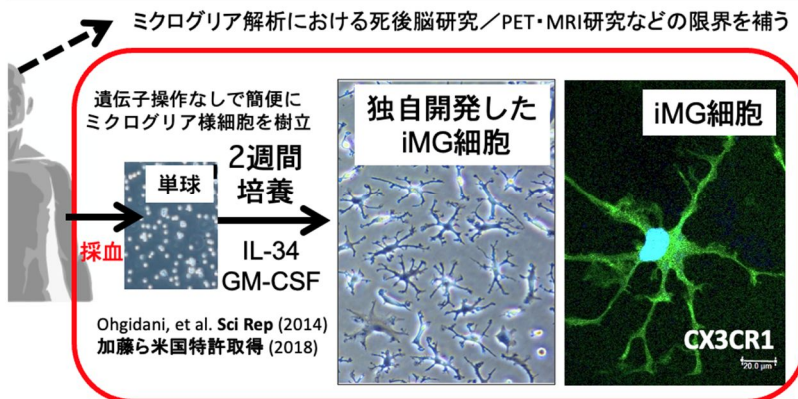 ミクログリア解析における死後脳研究／PET・MRI研究などの限界を補う
遺伝子操作なしで簡便に
ミクログリア様細胞を樹立
単球
2週間
培養
採血
IL-34
GM-CSF
Ohgidani, et al. Sci Rep (2014)
加藤ら米国特許取得 (2018)
独自開発した
iMG細胞
iMG細胞
CX3CR1
20.0 μm